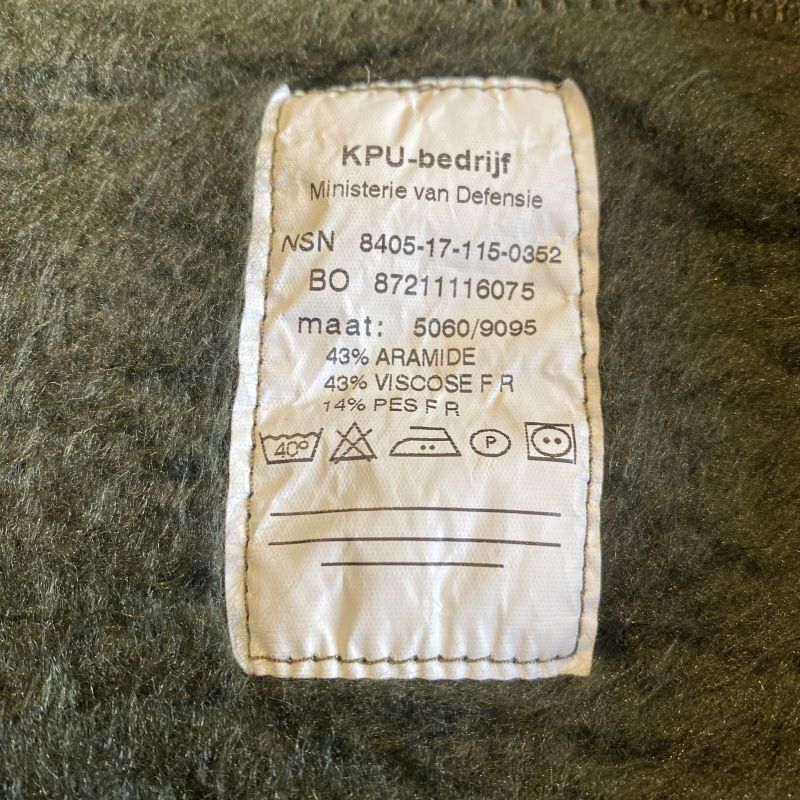 KPU-bedrijf
Ministerie van Defensie
NSN 8405-17-115-0352
BO 87211116075
maat: 5060/9095
43% ARAMIDE
43% VISCOSE F R
14% PES F R
40° P